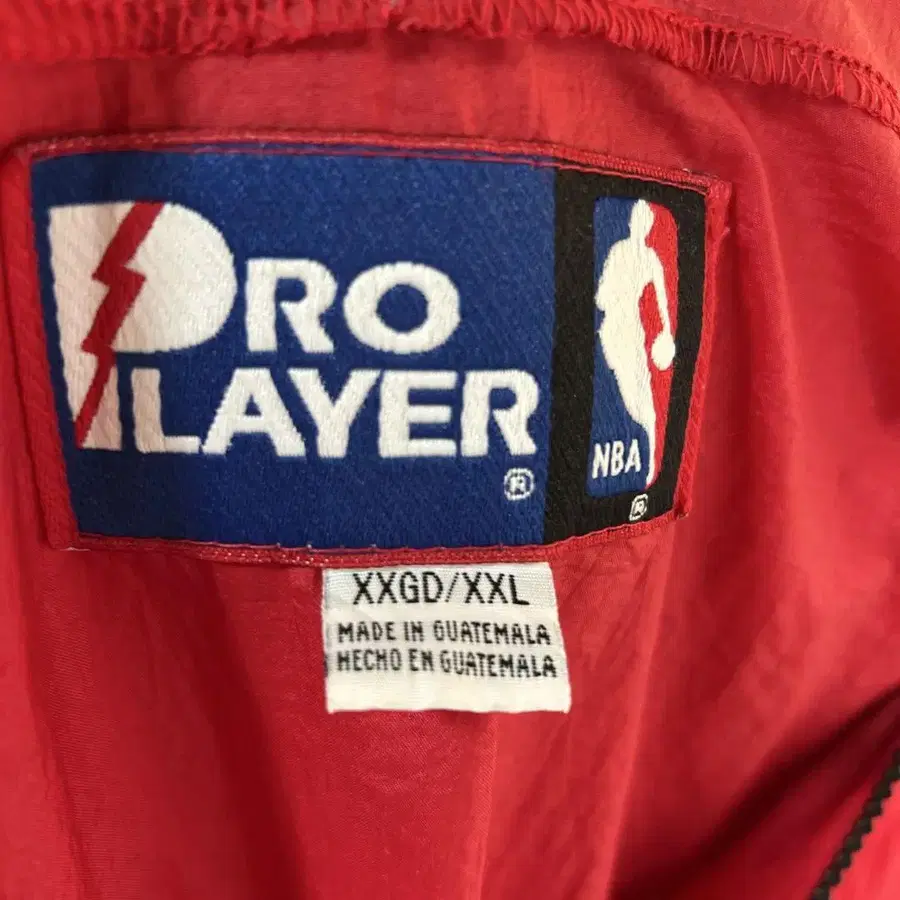 PRO
PLAYER
®
NBA
®
XXGD/XXL
MADE IN GUATEMALA
HECHO EN GUATEMALA